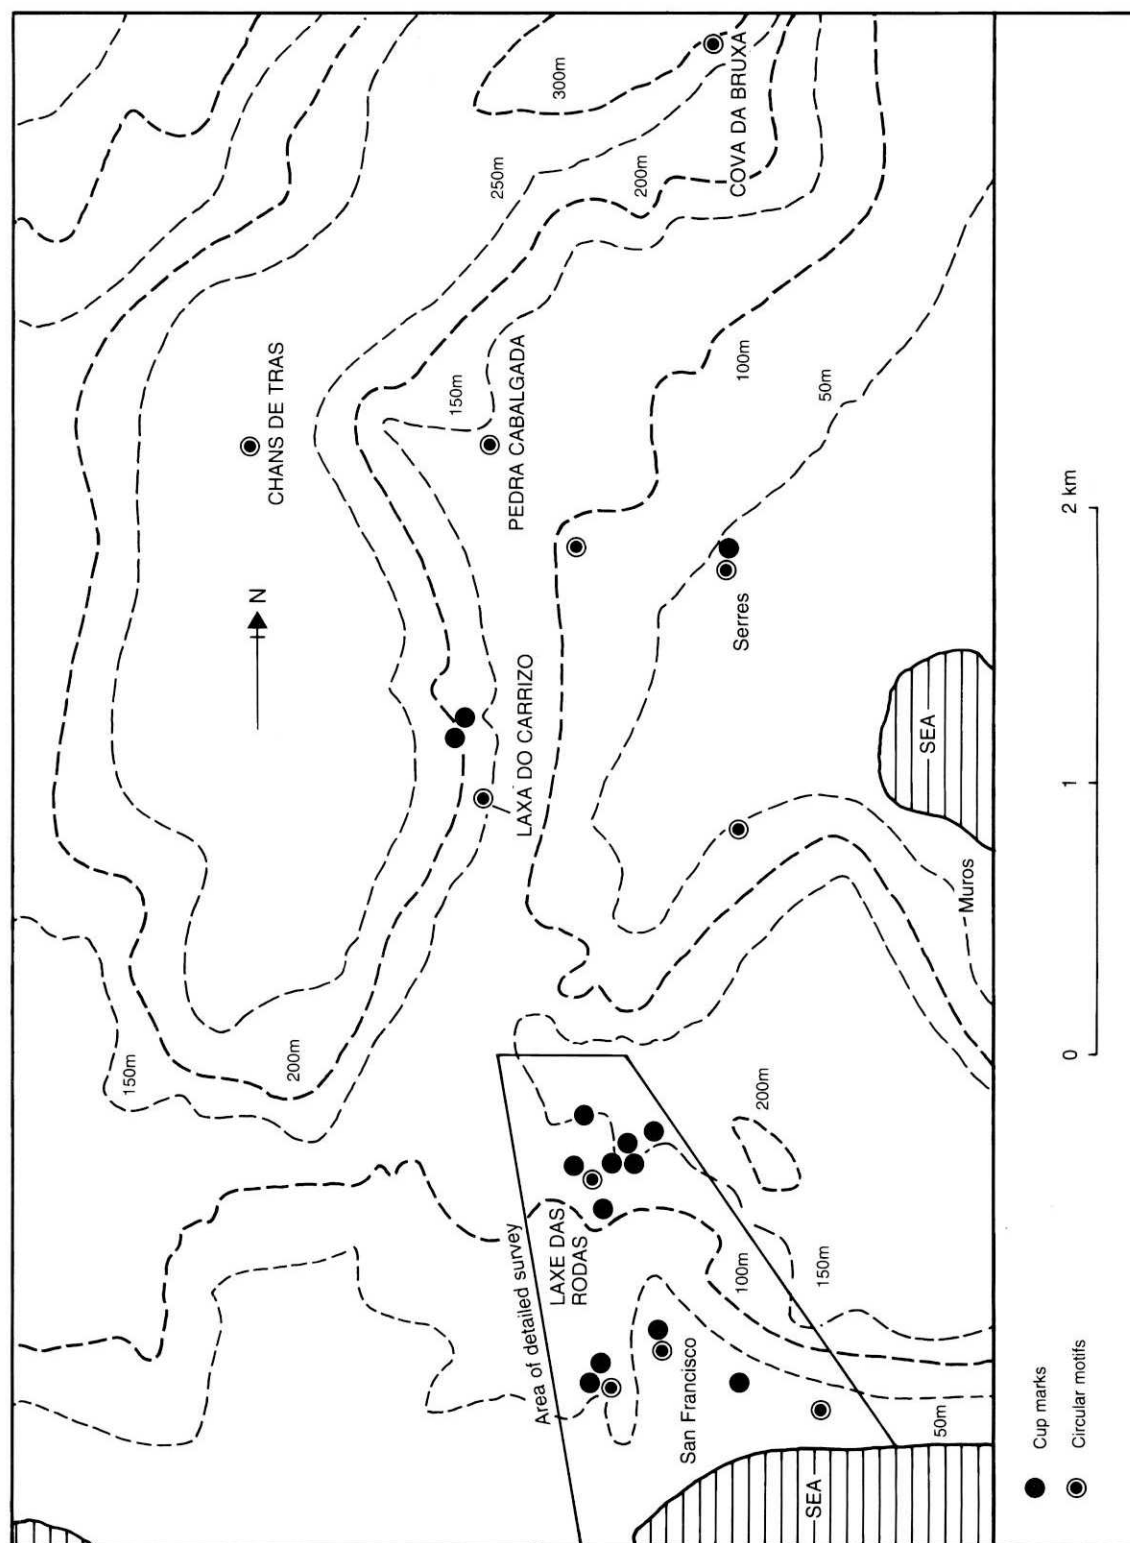 300m
COVA DA BRUXA
250m
200m
CHANS DE TRAS
150m
PEDRA CABALGADA
100m
50m
N
LAXA DO CARRIZO
Serres
SEA
Muros
150m
200m
200m
Area of detailed survey
LAXE DAS
RODAS
100m
150m
San Francisco
50m
SEA
0
1
2 km
Cup marks
Circular motifs